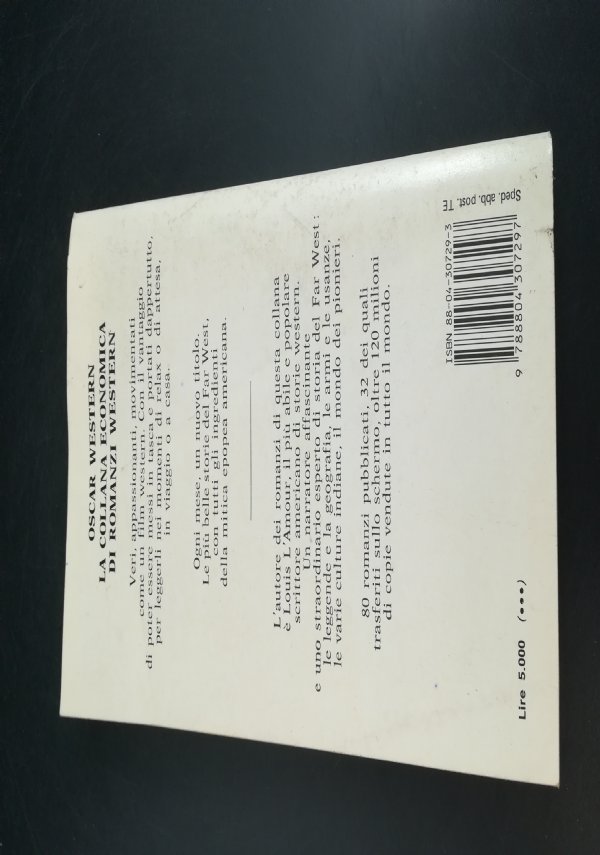 OSCAR WESTERN
LA COLLANA ECONOMICA
DI ROMANZI WESTERN
Veri, appassionanti, movimentati
come un film western. Con il vantaggio
di poter essere messi in tasca e portati dappertutto,
per leggerli nei momenti di relax o di attesa,
in viaggio o a casa.
Ogni mese, un nuovo titolo.
Le più belle storie del Far West,
con tutti gli ingredienti
della mitica epopea americana.
L'autore dei romanzi di questa collana
è Louis L'Amour, il più abile e popolare
scrittore americano di storie western.
Un narratore affascinante
e uno straordinario esperto di storia del Far West:
le leggende e la geografia, le armi e le usanze,
le varie culture indiane, il mondo dei pionieri.
80 romanzi pubblicati, 32 dei quali
trasferiti sullo schermo, oltre 120 milioni
di copie vendute in tutto il mondo.
Lire 5.000 (•••)
ISBN 88-04-30729-3
9 788804 307297
Sped. abb. post. TE